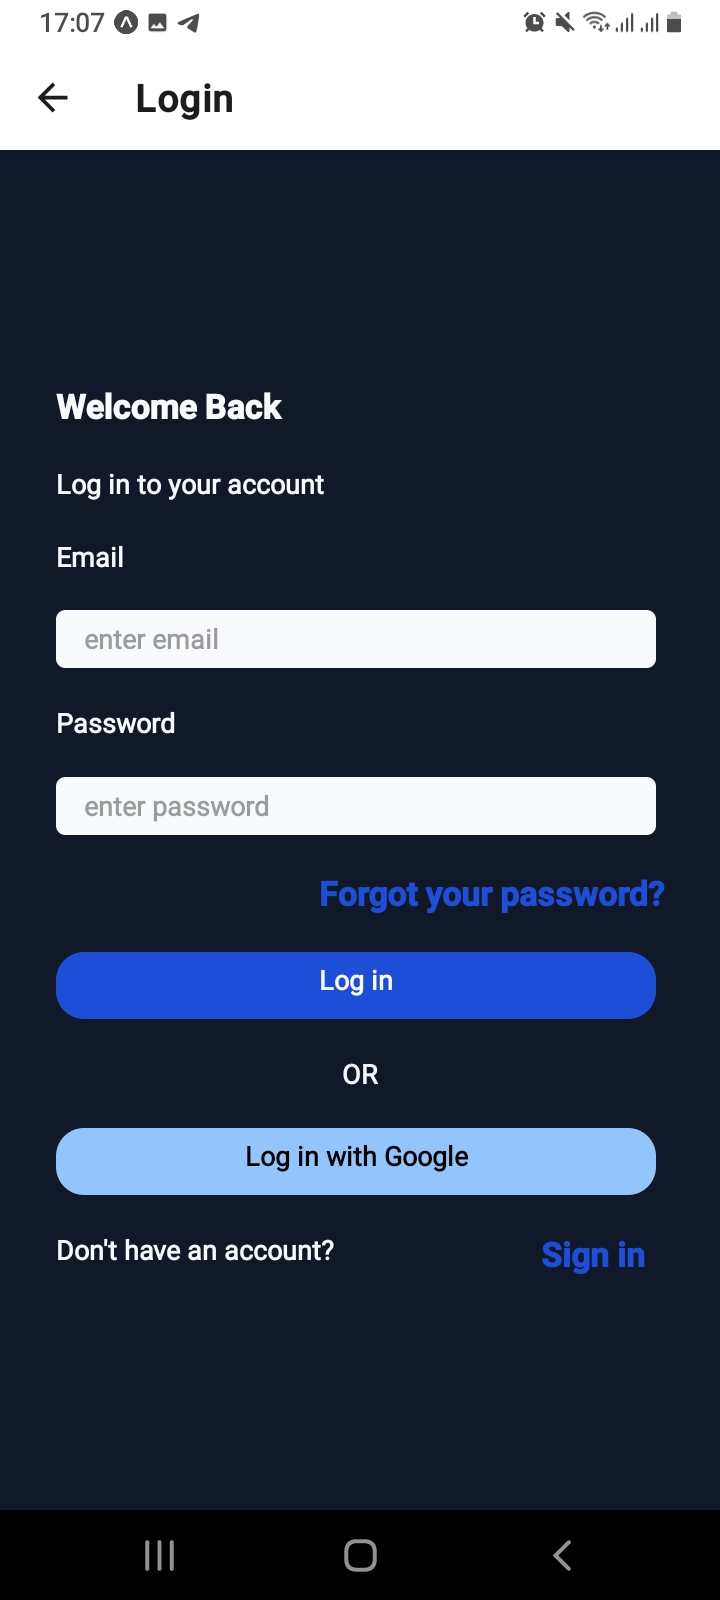 17:07
Login
Welcome Back
Log in to your account
Email
enter email
Password
enter password
Forgot your password?
Log in
OR
Log in with Google
Don't have an account? Sign in